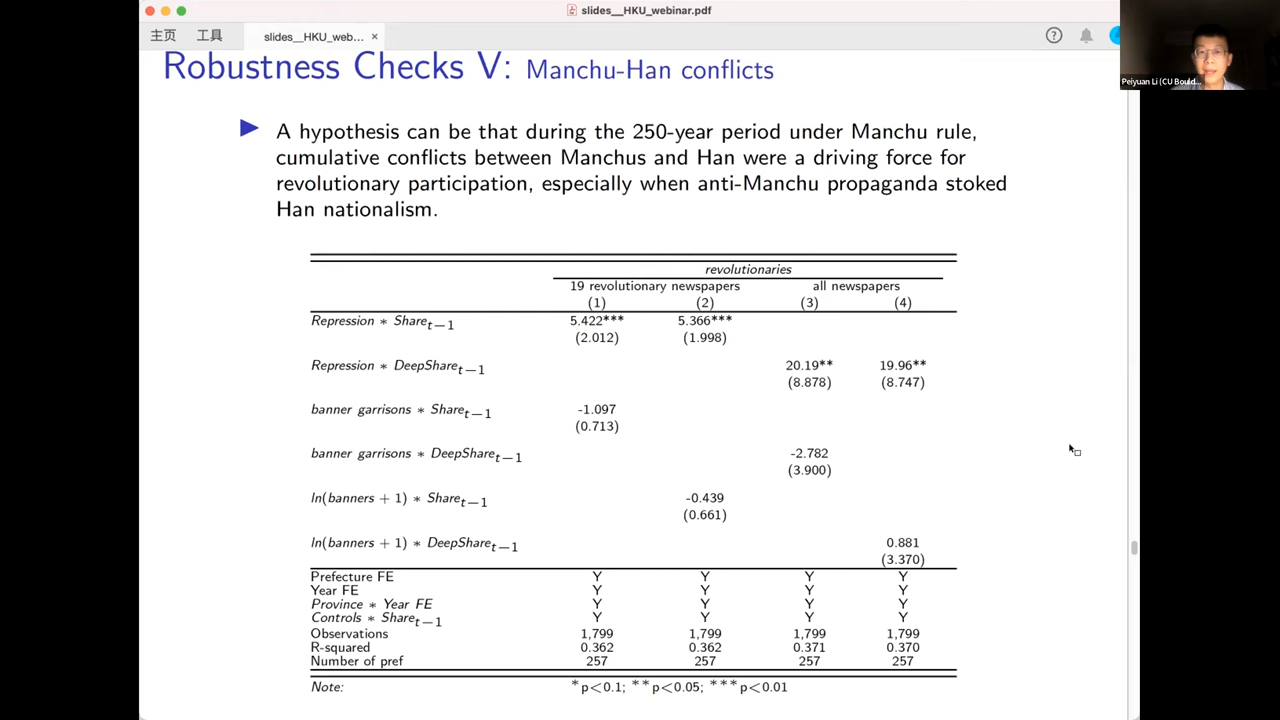 slides__HKU_webinar.pdf
主页 工具 slides__HKU_web... ×
Peiyuan Li (CU Bould...
Robustness Checks V: Manchu-Han conflicts
A hypothesis can be that during the 250-year period under Manchu rule,
cumulative conflicts between Manchus and Han were a driving force for
revolutionary participation, especially when anti-Manchu propaganda stoked
Han nationalism.
revolutionaries
19 revolutionary newspapers all newspapers
(1) (2) (3) (4)
Repression * Share_{t−1} 5.422*** 5.366***
(2.012) (1.998)
Repression * DeepShare_{t−1} 20.19** 19.96**
(8.878) (8.747)
banner garrisons * Share_{t−1} -1.097
(0.713)
banner garrisons * DeepShare_{t−1} -2.782
(3.900)
ln(banners + 1) * Share_{t−1} -0.439
(0.661)
ln(banners + 1) * DeepShare_{t−1} 0.881
(3.370)
Prefecture FE Y Y Y Y
Year FE Y Y Y Y
Province * Year FE Y Y Y Y
Controls * Share_{t−1} Y Y Y Y
Observations 1,799 1,799 1,799 1,799
R-squared 0.362 0.362 0.371 0.370
Number of pref 257 257 257 257
Note: *p<0.1; **p<0.05; ***p<0.01